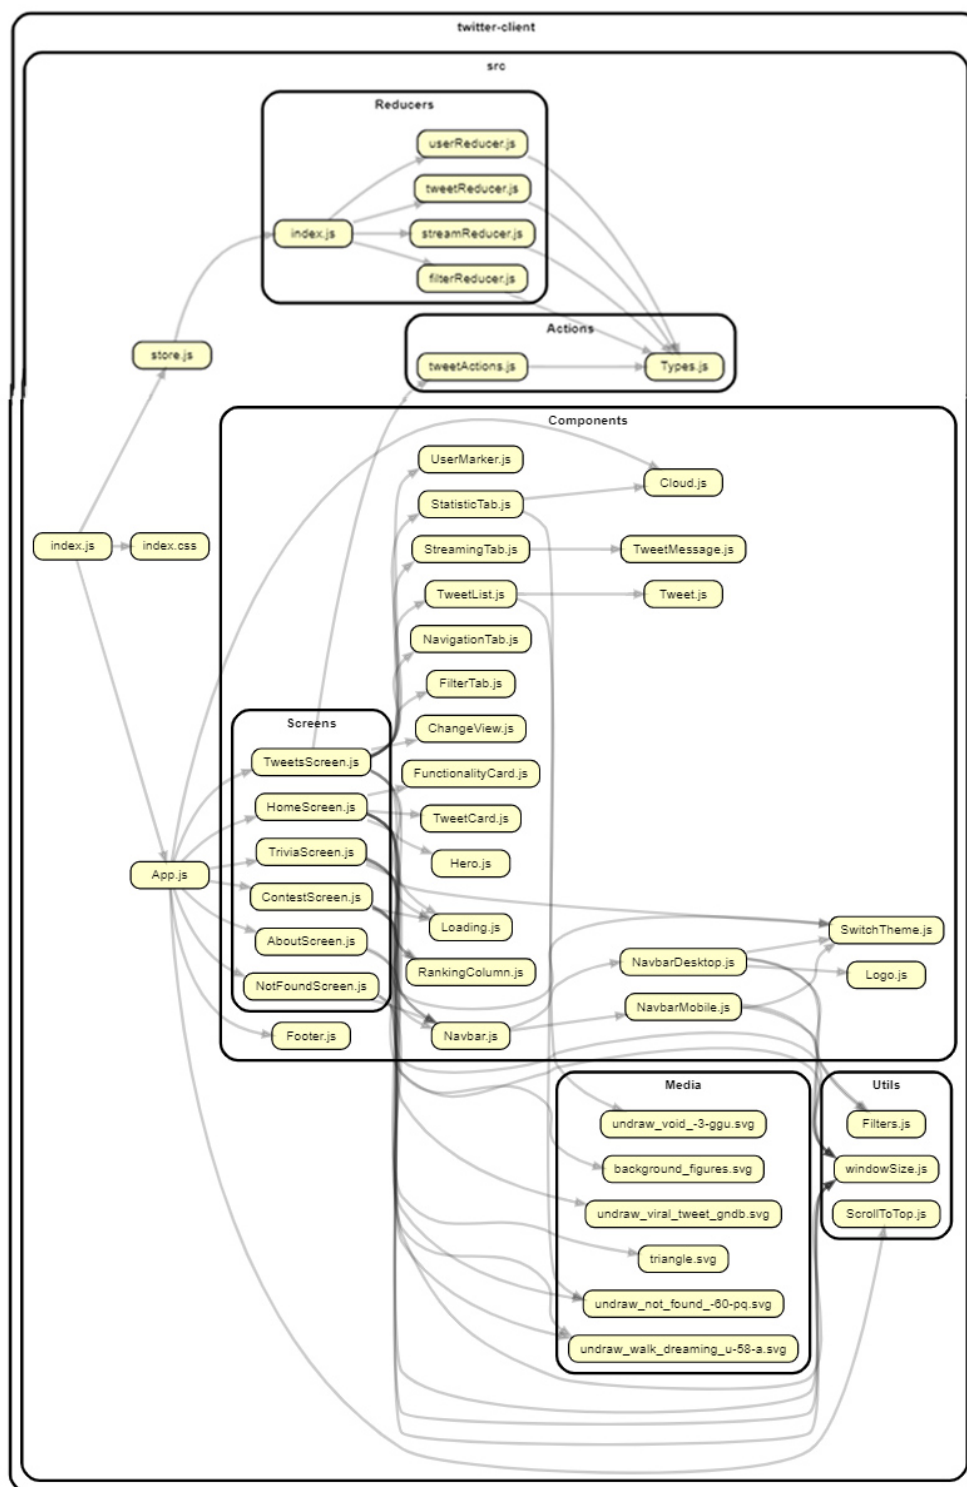 twitter-client
src
Reducers
userReducer.js
tweetReducer.js
index.js
streamReducer.js
filterReducer.js
Actions
store.js
tweetActions.js
Types.js
Components
UserMarker.js
Cloud.js
StatisticTab.js
index.js
index.css
StreamingTab.js
TweetMessage.js
TweetList.js
Tweet.js
NavigationTab.js
FilterTab.js
Screens
ChangeView.js
TweetsScreen.js
FunctionalityCard.js
HomeScreen.js
TweetCard.js
TriviaScreen.js
Hero.js
App.js
ContestScreen.js
Loading.js
SwitchTheme.js
AboutScreen.js
NavbarDesktop.js
RankingColumn.js
Logo.js
NotFoundScreen.js
NavbarMobile.js
Footer.js
Navbar.js
Media
Utils
undraw_void_-3-ggu.svg
Filters.js
background_figures.svg
windowSize.js
undraw_viral_tweet_gndb.svg
ScrollToTop.js
triangle.svg
undraw_not_found_-60-pq.svg
undraw_walk_dreaming_u-58-a.svg